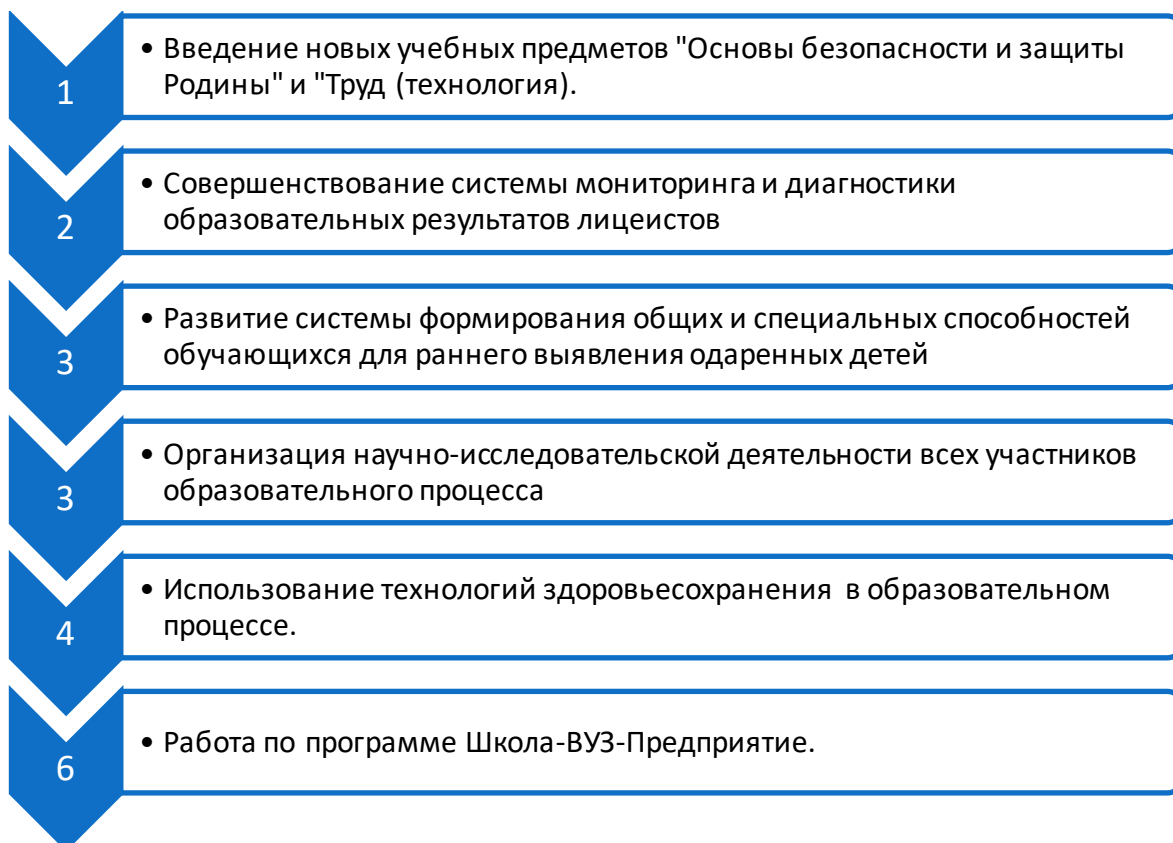 1
• Введение новых учебных предметов "Основы безопасности и защиты
Родины" и "Труд (технология).
2
• Совершенствование системы мониторинга и диагностики
образовательных результатов лицеистов
3
• Развитие системы формирования общих и специальных способностей
обучающихся для раннего выявления одаренных детей
3
• Организация научно-исследовательской деятельности всех участников
образовательного процесса
4
• Использование технологий здоровьесохранения в образовательном
процессе.
6
• Работа по программе Школа-ВУЗ-Предприятие.